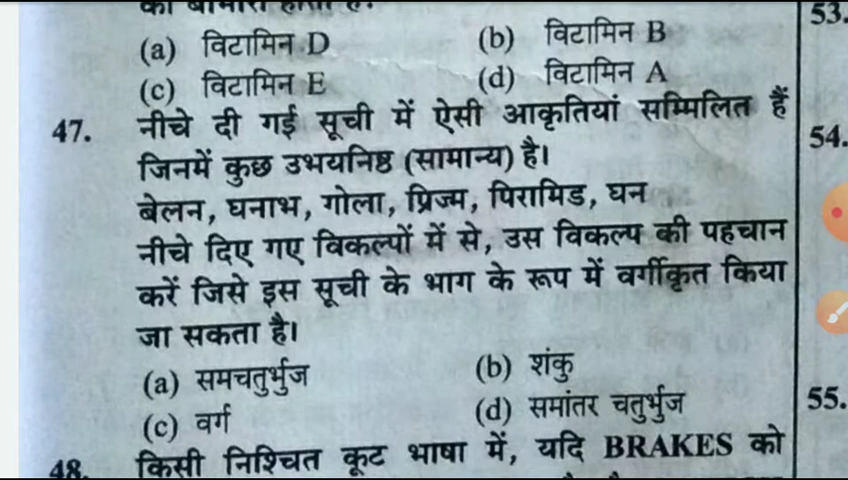 53.
(a) विटामिन D (b) विटामिन B
(c) विटामिन E (d) विटामिन A
47. नीचे दी गई सूची में ऐसी आकृतियां सम्मिलित हैं
जिनमें कुछ उभयनिष्ठ (सामान्य) है।
बेलन, घनाभ, गोला, प्रिज्म, पिरामिड, घन
नीचे दिए गए विकल्पों में से, उस विकल्प की पहचान
करें जिसे इस सूची के भाग के रूप में वर्गीकृत किया
जा सकता है।
(a) समचतुर्भुज (b) शंकु
(c) वर्ग (d) समांतर चतुर्भुज
48. किसी निश्चित कूट भाषा में, यदि BRAKES को
54.
55.